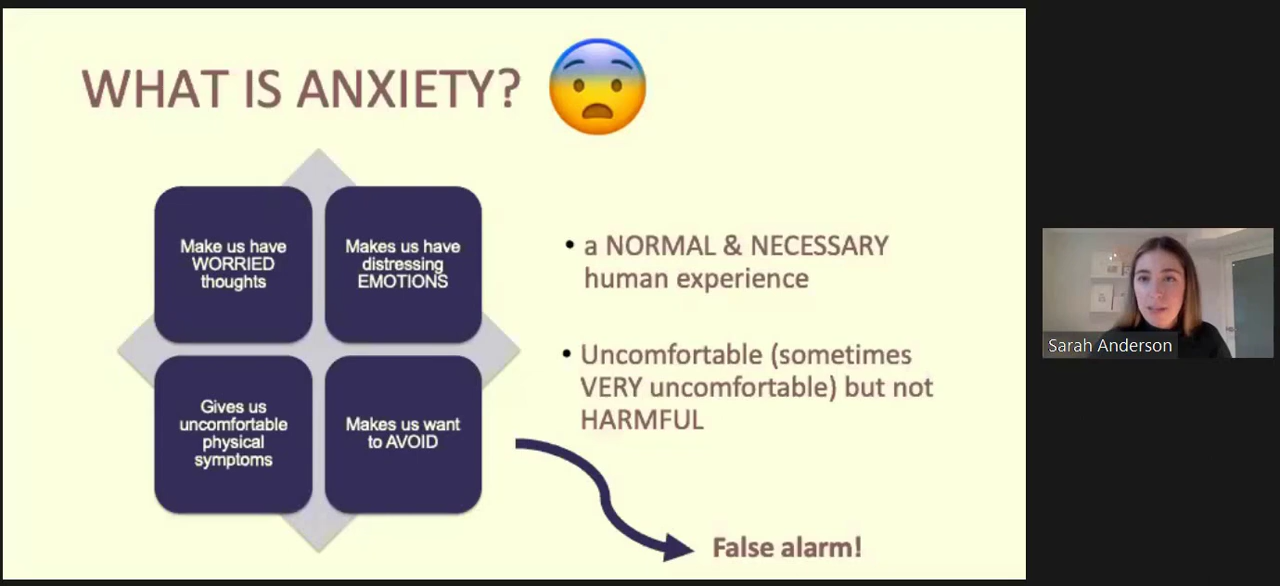 WHAT IS ANXIETY?
Make us have
WORRIED
thoughts
Makes us have
distressing
EMOTIONS
Gives us
uncomfortable
physical
symptoms
Makes us want
to AVOID
• a NORMAL & NECESSARY
human experience
• Uncomfortable (sometimes
VERY uncomfortable) but not
HARMFUL
False alarm!
Sarah Anderson